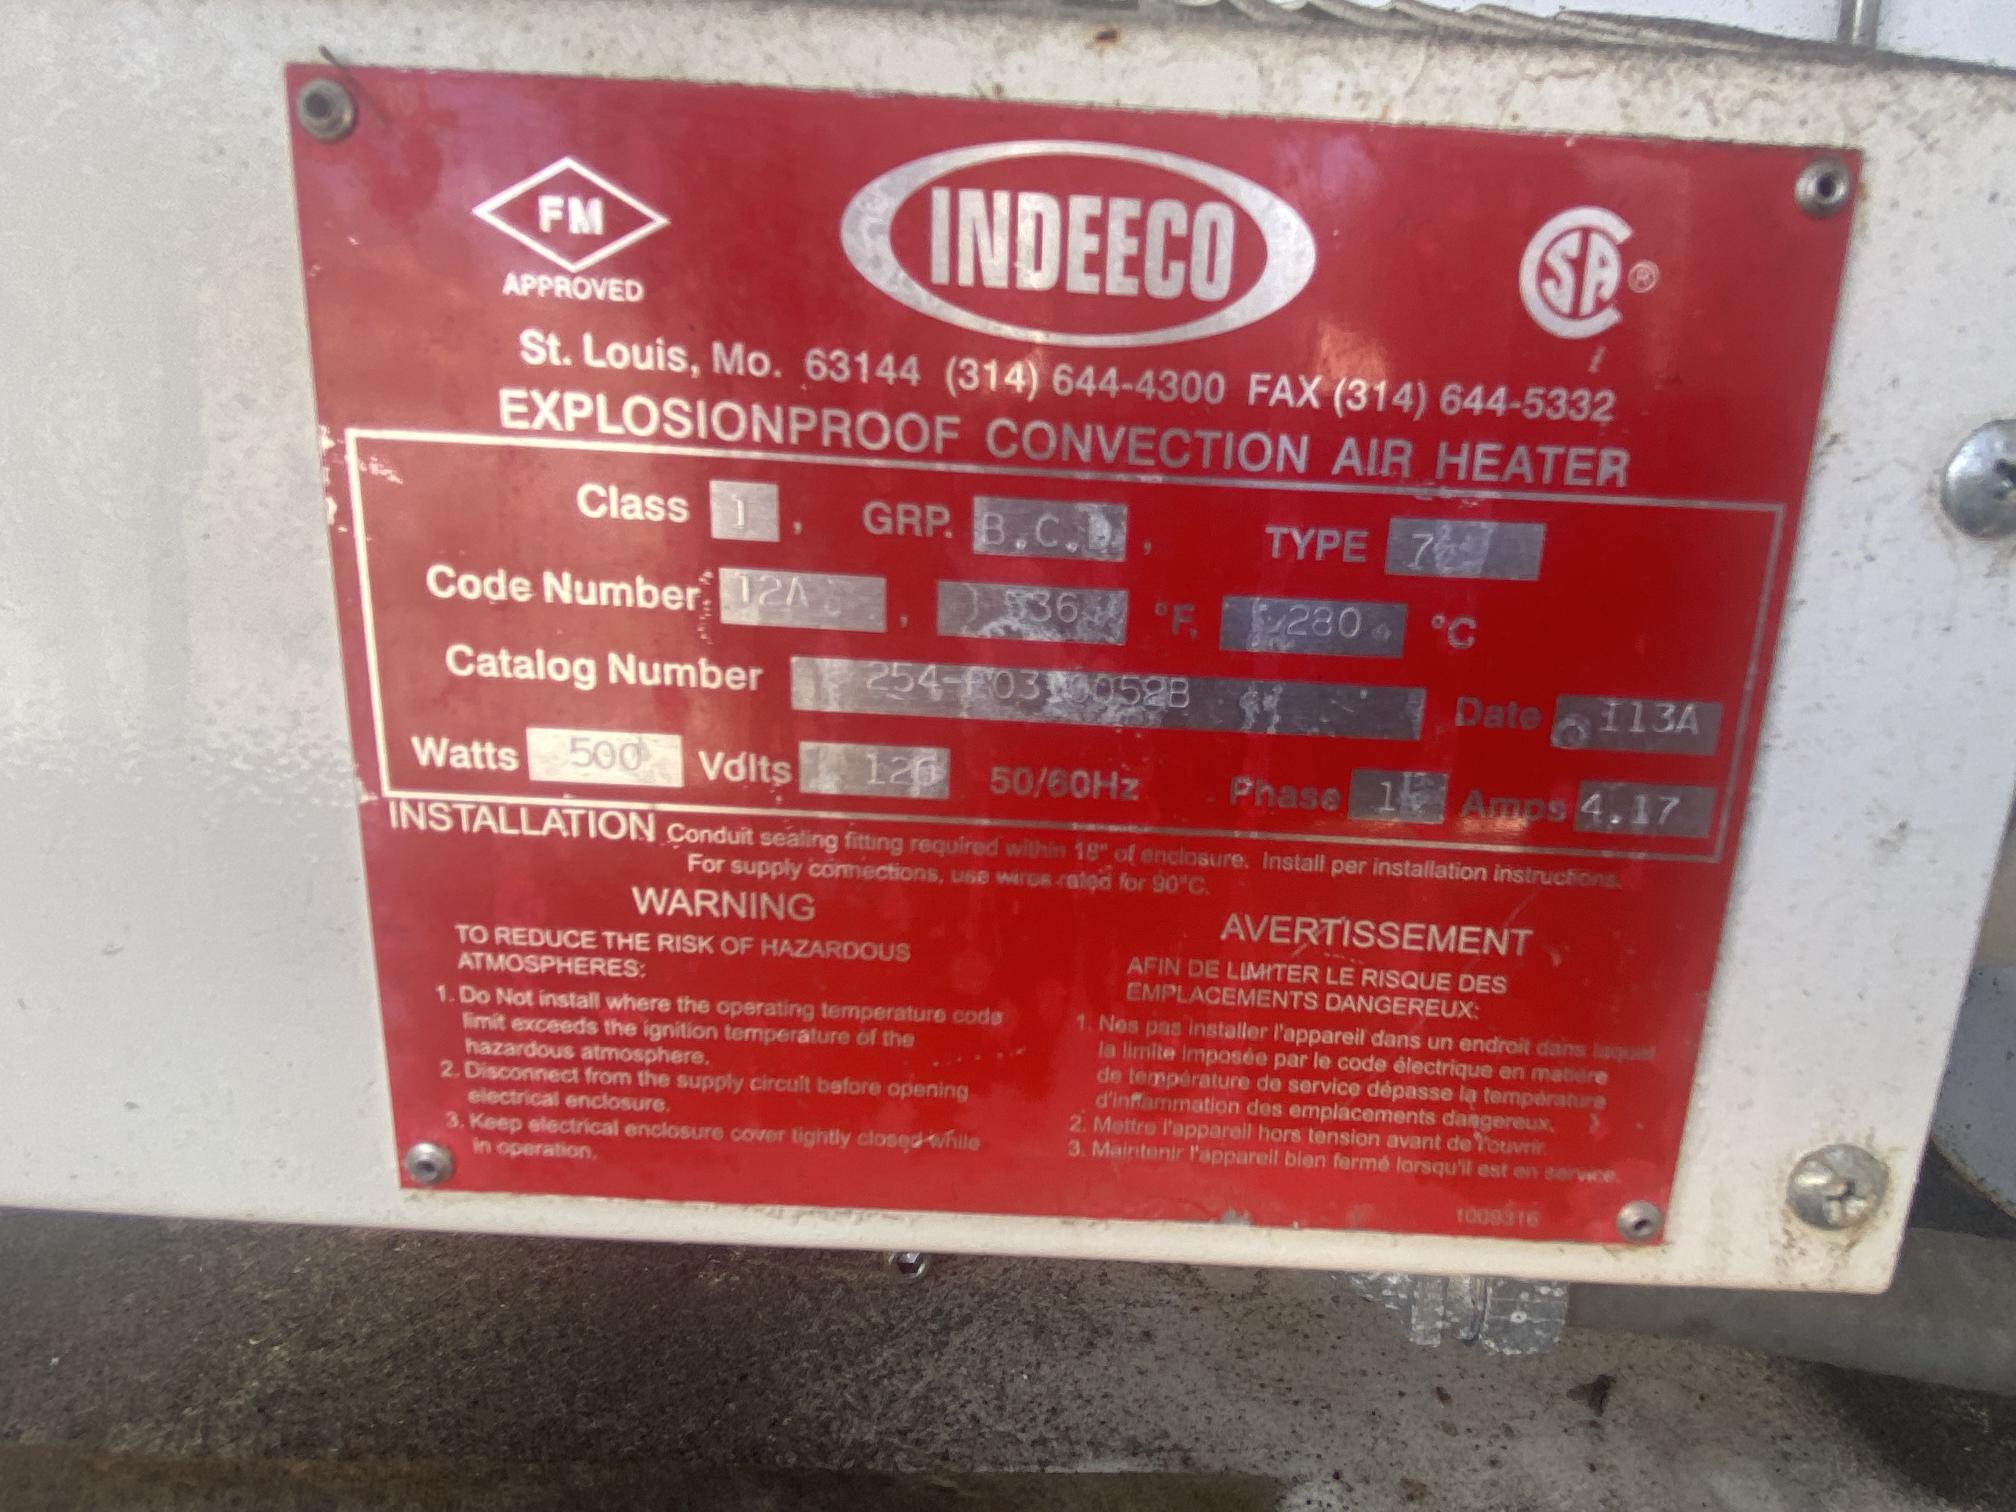 FM
APPROVED
INDEECO
SA ®
St. Louis, Mo. 63144 (314) 644-4300 FAX (314) 644-5332
EXPLOSIONPROOF CONVECTION AIR HEATER
Class 1, GRP. B.C.D, TYPE
Code Number, °F, 280 °C
Catalog Number Date 113A
Watts 500 Volts 120 50/60Hz Phase 1 Amps 4.17
INSTALLATION Conduit sealing fitting required within 18" of enclosure. Install per installation instructions.
For supply connections, use wires rated for 90°C.
WARNING
TO REDUCE THE RISK OF HAZARDOUS
ATMOSPHERES:
1. Do Not install where the operating temperature code
limit exceeds the ignition temperature of the
hazardous atmosphere.
2. Disconnect from the supply circuit before opening
electrical enclosure.
3. Keep electrical enclosure cover tightly closed while
in operation.
AVERTISSEMENT
AFIN DE LIMITER LE RISQUE DES
EMPLACEMENTS DANGEREUX:
1. Nes pas installer l'appareil dans un endroit dans laquel
la limite imposée par le code électrique en matière
de température de service dépasse la température
d'inflammation des emplacements dangereux.
2. Mettre l'appareil hors tension avant de l'ouvrir.
3. Maintenir l'appareil bien fermé lorsqu'il est en service.
1009316